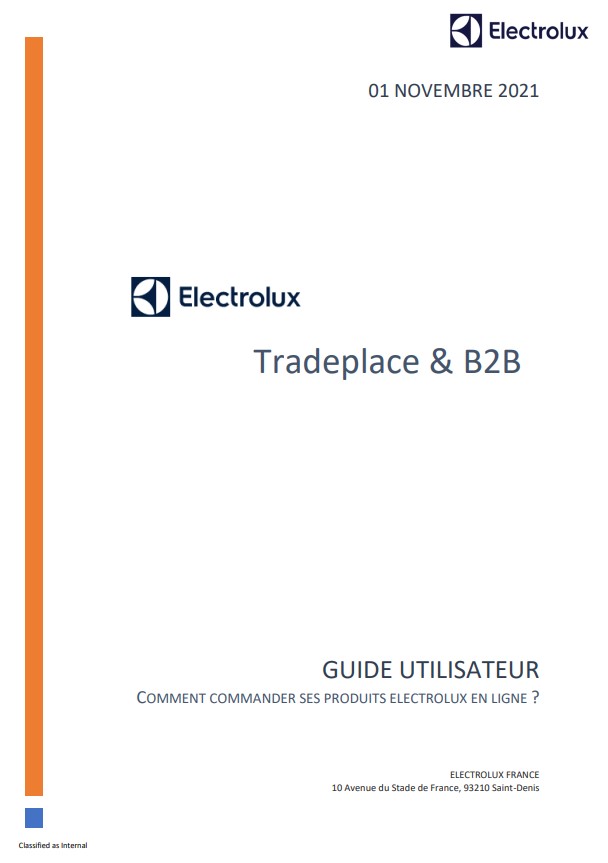 Electrolux
01 NOVEMBRE 2021
Electrolux
Tradeplace & B2B
GUIDE UTILISATEUR
COMMENT COMMANDER SES PRODUITS ELECTROLUX EN LIGNE ?
ELECTROLUX FRANCE
10 Avenue du Stade de France, 93210 Saint-Denis
Classified as Internal